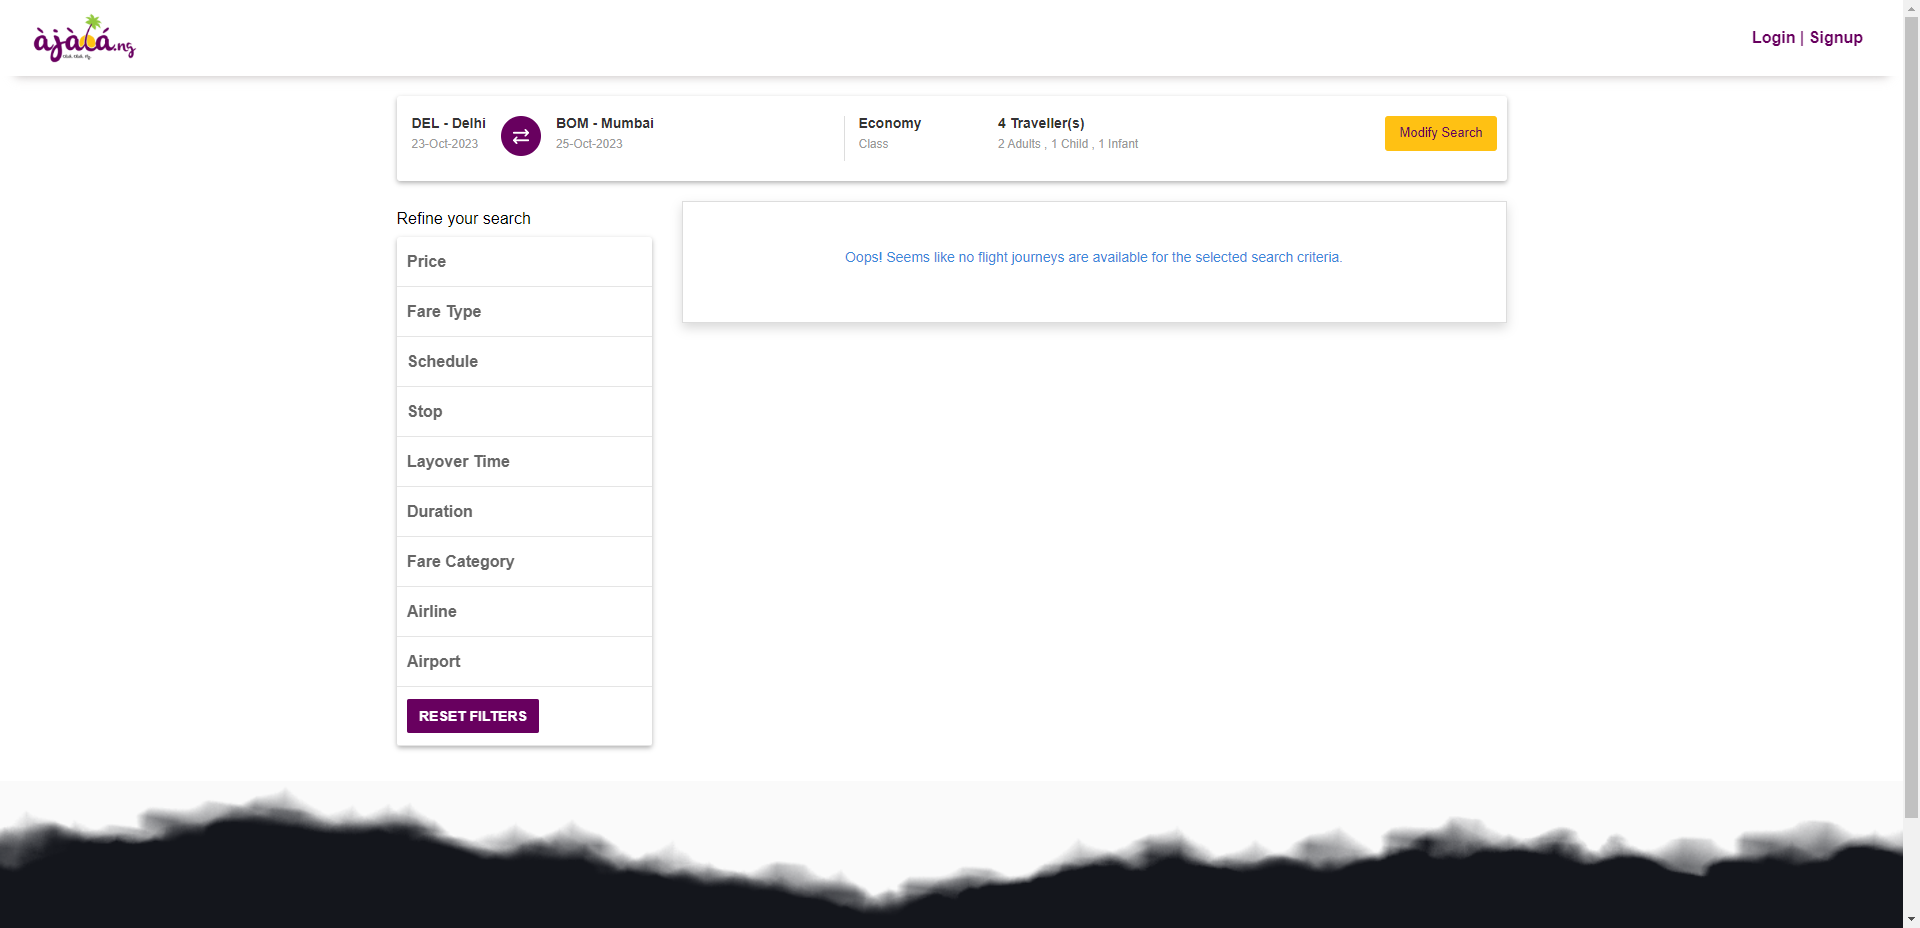 àjàlá.ng
Login | Signup
DEL - Delhi
23-Oct-2023
BOM - Mumbai
25-Oct-2023
Economy
Class
4 Traveller(s)
2 Adults , 1 Child , 1 Infant
Modify Search
Refine your search
Price
Fare Type
Schedule
Stop
Layover Time
Duration
Fare Category
Airline
Airport
RESET FILTERS
Oops! Seems like no flight journeys are available for the selected search criteria.